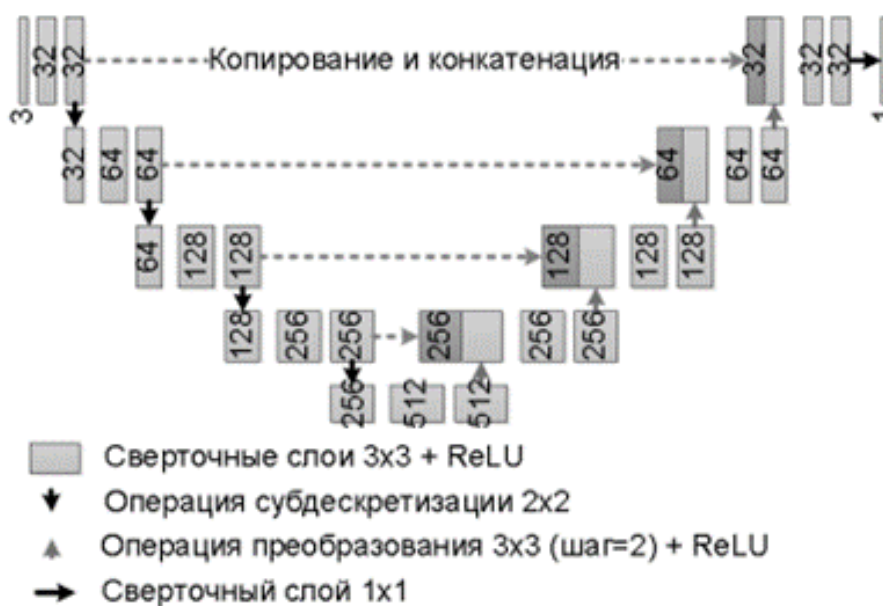 3 32 32 Копирование и конкатенация 32 32 32 1
32 64 64 64 64 64
64 128 128 128 128 128
128 256 256 256 256 256
256 512 512
Сверточные слои 3x3 + ReLU
Операция субдескретизации 2x2
Операция преобразования 3x3 (шаг=2) + ReLU
Сверточный слой 1x1